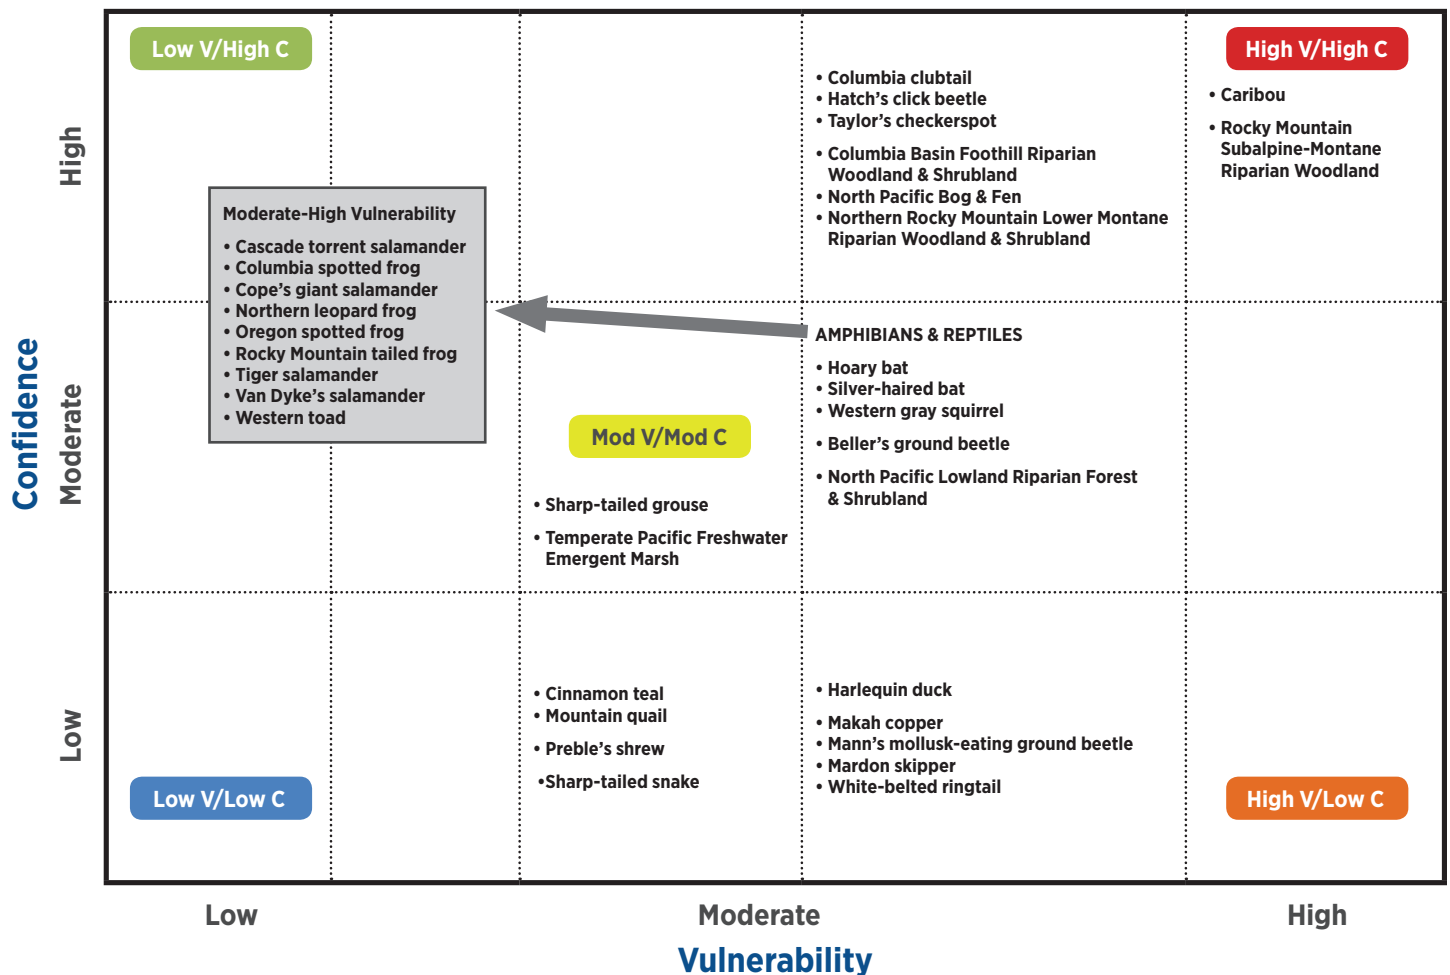 Low V/High C
High V/High C
• Columbia clubtail
• Hatch’s click beetle
• Taylor’s checkerspot
• Columbia Basin Foothill Riparian
Woodland & Shrubland
• North Pacific Bog & Fen
• Northern Rocky Mountain Lower Montane
Riparian Woodland & Shrubland
• Caribou
• Rocky Mountain
Subalpine-Montane
Riparian Woodland
High
Moderate-High Vulnerability
• Cascade torrent salamander
• Columbia spotted frog
• Cope’s giant salamander
• Northern leopard frog
• Oregon spotted frog
• Rocky Mountain tailed frog
• Tiger salamander
• Van Dyke’s salamander
• Western toad
AMPHIBIANS & REPTILES
• Hoary bat
• Silver-haired bat
• Western gray squirrel
• Beller’s ground beetle
• North Pacific Lowland Riparian Forest
& Shrubland
Confidence
Moderate
Mod V/Mod C
• Sharp-tailed grouse
• Temperate Pacific Freshwater
Emergent Marsh
Low
• Cinnamon teal
• Mountain quail
• Preble’s shrew
•Sharp-tailed snake
• Harlequin duck
• Makah copper
• Mann’s mollusk-eating ground beetle
• Mardon skipper
• White-belted ringtail
Low V/Low C
High V/Low C
Low
Moderate
High
Vulnerability